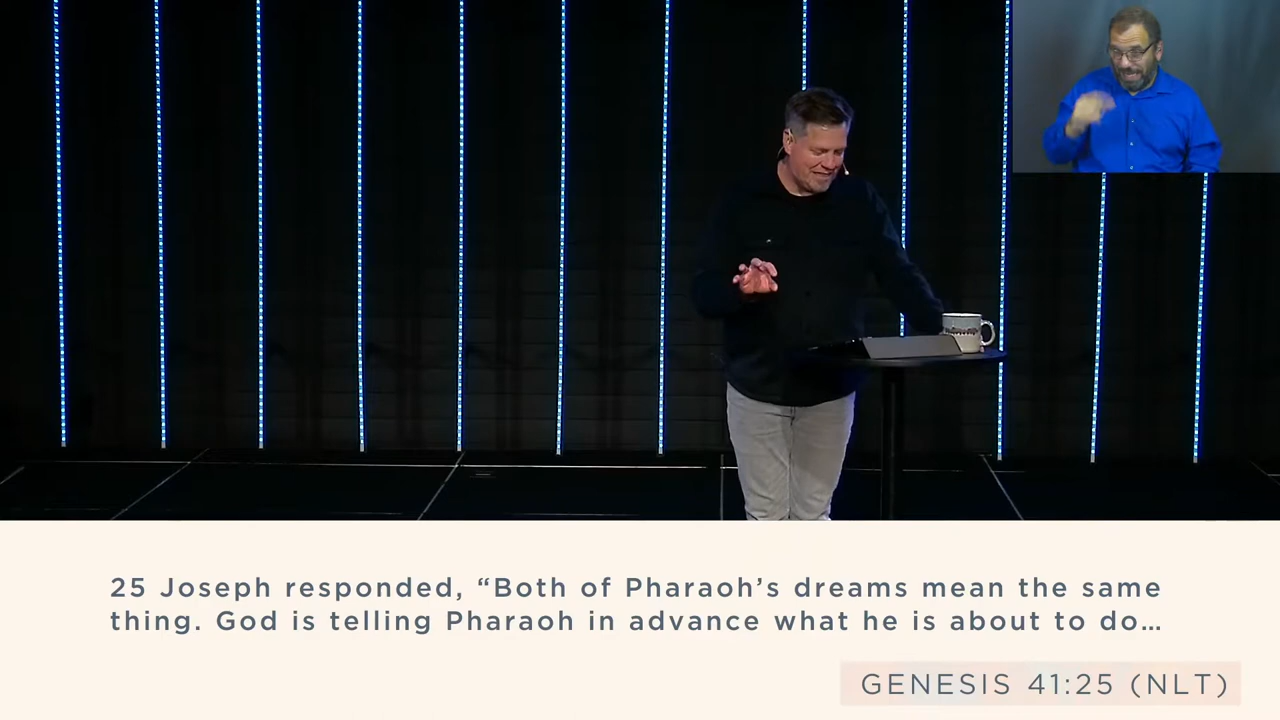 25 Joseph responded, “Both of Pharaoh’s dreams mean the same
thing. God is telling Pharaoh in advance what he is about to do…
GENESIS 41:25 (NLT)